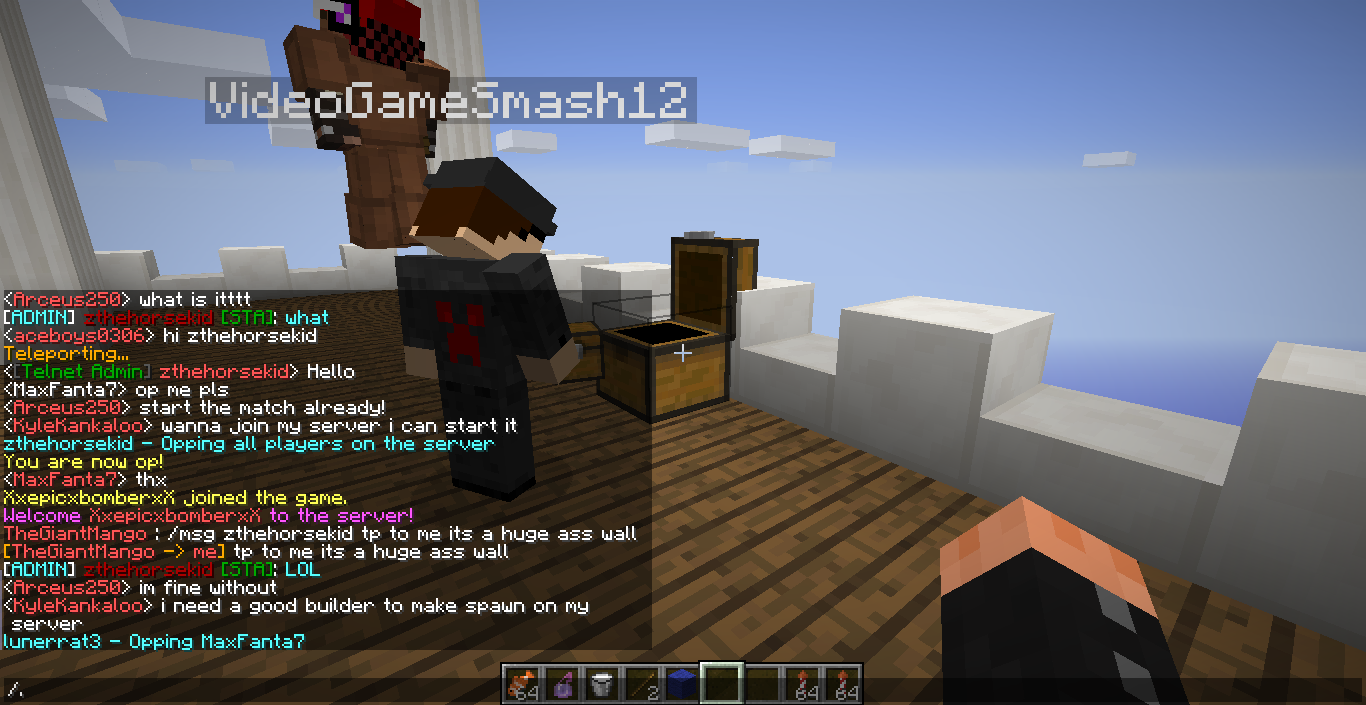 VideoGameSmash12
<Arceus250> what is itttt
[ADMIN] zthehorsekid [STA]: what
<aceboys0306> hi zthehorsekid
Teleporting...
<[Telnet Admin] zthehorsekid> Hello
<MaxFanta7> op me pls
<Arceus250> start the match already!
<KyleKankaloo> wanna join my server i can start it
zthehorsekid - Opping all players on the server
You are now op!
<MaxFanta7> thx
XxepicxbomberxX joined the game.
Welcome XxepicxbomberxX to the server!
TheGiantMango : /msg zthehorsekid tp to me its a huge ass wall
[TheGiantMango -> me] tp to me its a huge ass wall
[ADMIN] zthehorsekid [STA]: LOL
<Arceus250> im fine without
<KyleKankaloo> i need a good builder to make spawn on my
server
lunerrat3 - Opping MaxFanta7
64 2 64 64
/.